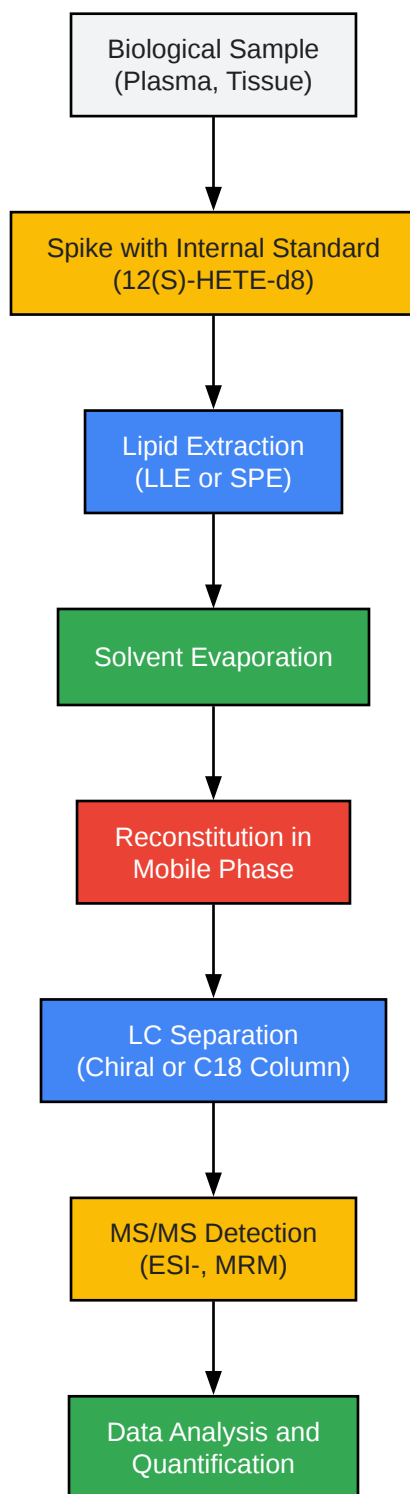 Biological Sample
(Plasma, Tissue)
Spike with Internal Standard
(12(S)-HETE-d8)
Lipid Extraction
(LLE or SPE)
Solvent Evaporation
Reconstitution in
Mobile Phase
LC Separation
(Chiral or C18 Column)
MS/MS Detection
(ESI-, MRM)
Data Analysis and
Quantification